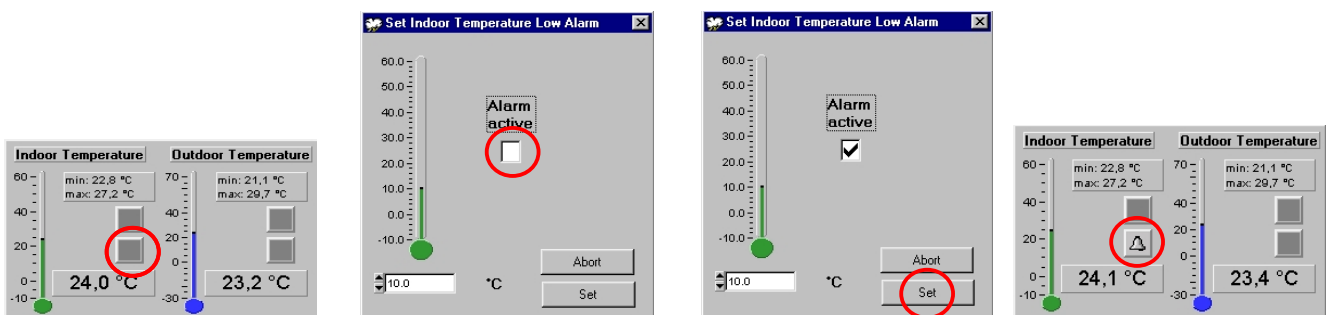 Indoor Temperature
Outdoor Temperature
60
40
20
0
-10
min: 22,8 °C
max: 27,2 °C
24,0 °C
70
40
20
0
-30
min: 21,1 °C
max: 29,7 °C
23,2 °C
Set Indoor Temperature Low Alarm
60.0
50.0
40.0
30.0
20.0
10.0
0.0
-10.0
Alarm
active
10.0
°C
Abort
Set
Set Indoor Temperature Low Alarm
60.0
50.0
40.0
30.0
20.0
10.0
0.0
-10.0
Alarm
active
10.0
°C
Abort
Set
Indoor Temperature
Outdoor Temperature
60
40
20
0
-10
min: 22,8 °C
max: 27,2 °C
24,1 °C
70
40
20
0
-30
min: 21,1 °C
max: 29,7 °C
23,4 °C